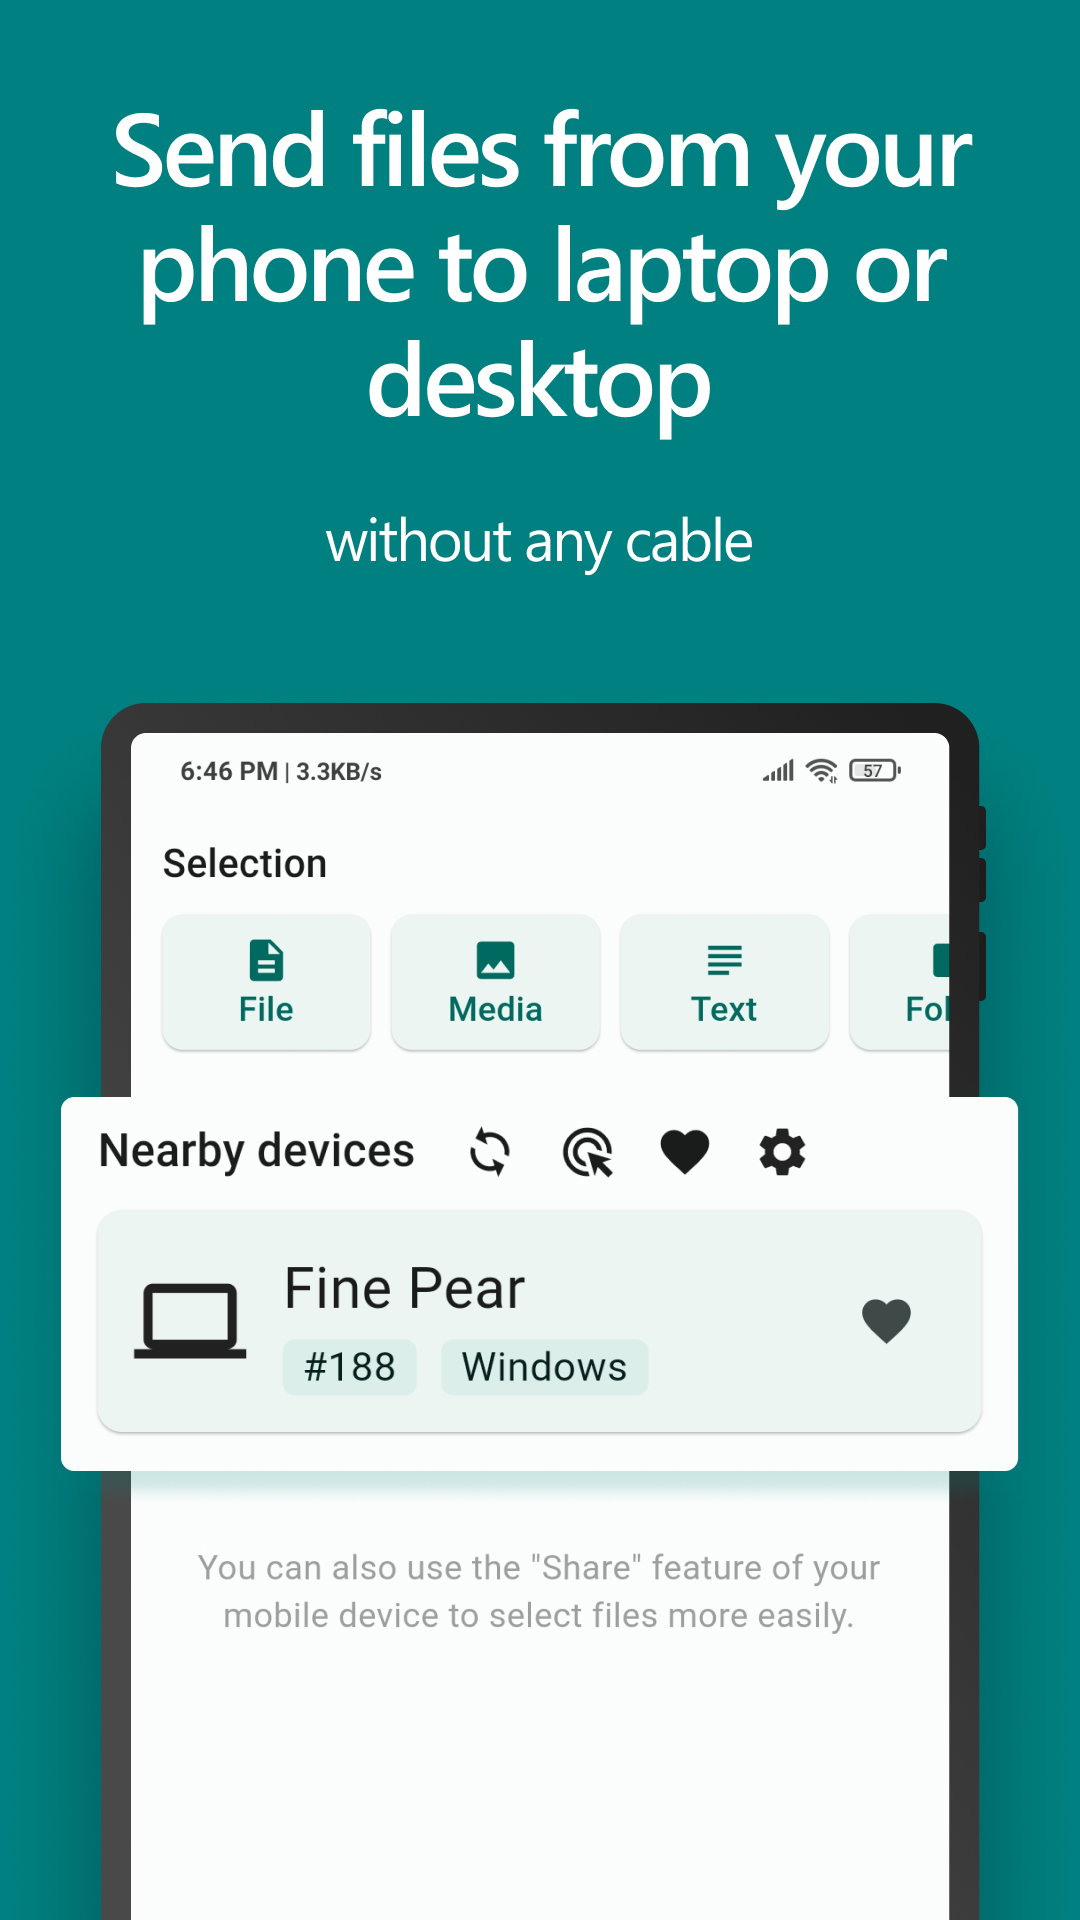 Send files from your
phone to laptop or
desktop
without any cable
6:46 PM | 3.3KB/s
57
Selection
File
Media
Text
Fol
Nearby devices
Fine Pear
#188
Windows
You can also use the "Share" feature of your
mobile device to select files more easily.